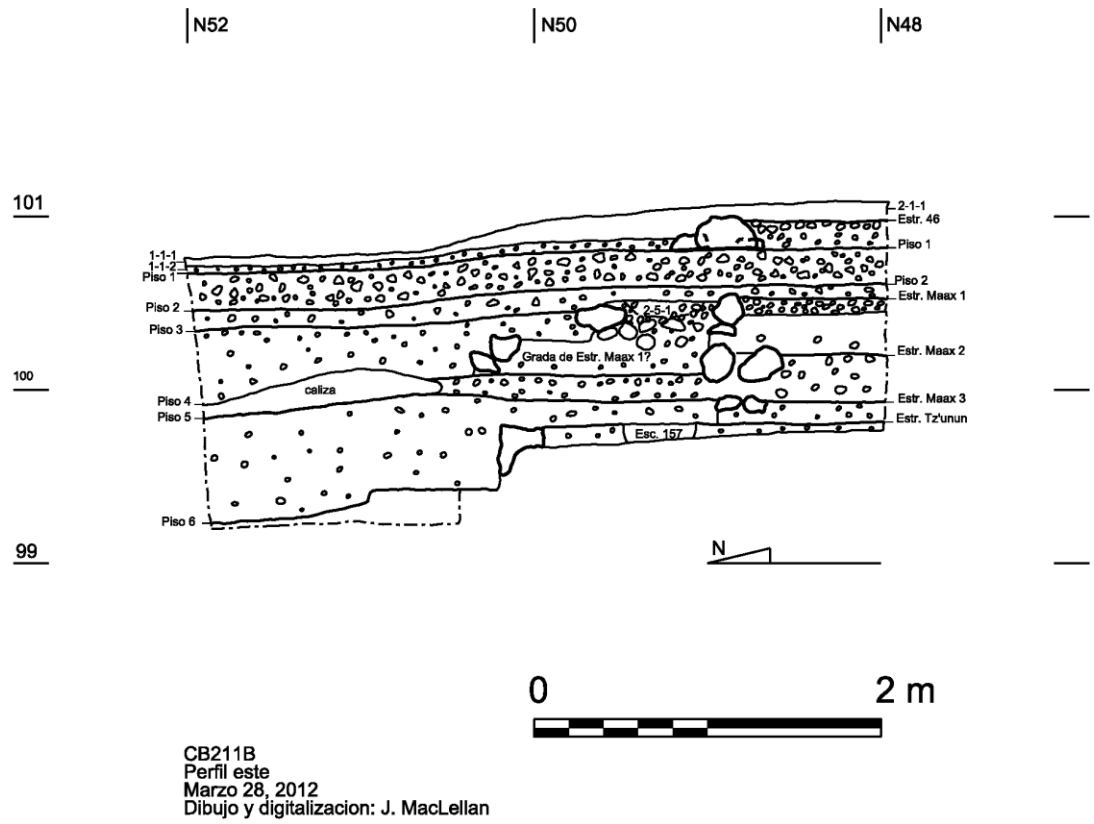 N52
N50
N48
101
2-1-1
Estr. 46
Piso 1
1-1-1
1-1-2
Piso 1
Piso 2
Estr. Maax 1
Piso 2
2-5-1
Piso 3
Grada de Estr. Maax 1?
Estr. Maax 2
100
caliza
Piso 4
Estr. Maax 3
Piso 5
Estr. Tz'unun
Esc. 157
Piso 6
99
N
0
2 m
CB211B
Perfil este
Marzo 28, 2012
Dibujo y digitalizacion: J. MacLellan